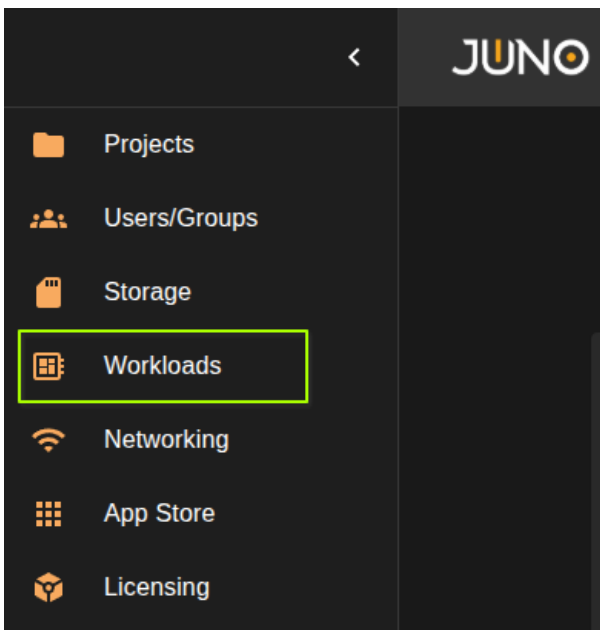 JUNO
Projects
Users/Groups
Storage
Workloads
Networking
App Store
Licensing